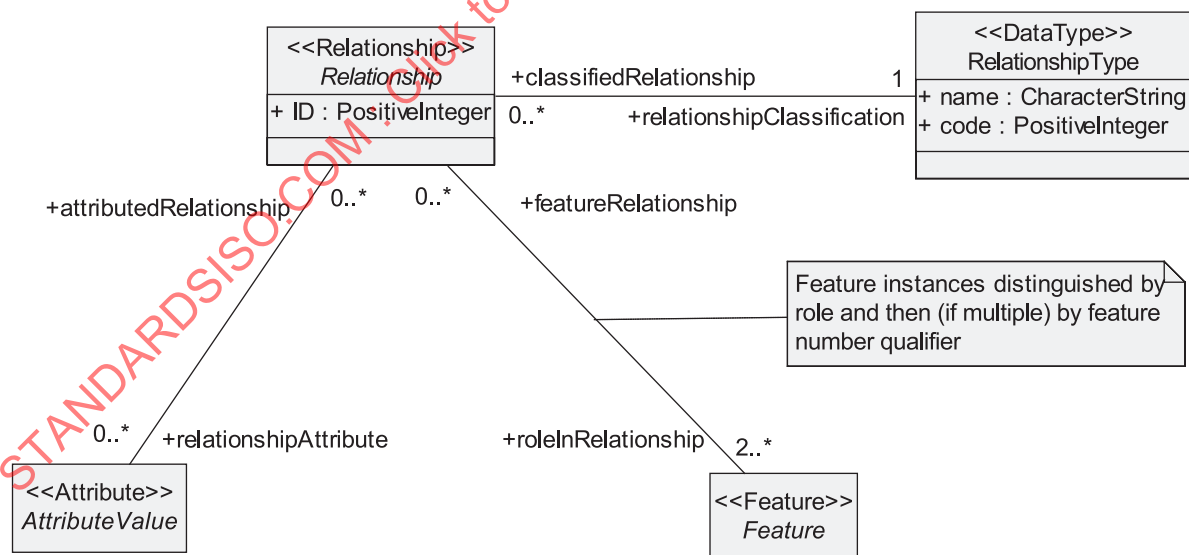 <<Relationship>>
Relationship
+ ID : PositiveInteger
+classifiedRelationship
1
0..*
+relationshipClassification
<<DataType>>
RelationshipType
+ name : CharacterString
+ code : PositiveInteger
+attributedRelationship
0..*
0..*
+featureRelationship
Feature instances distinguished by
role and then (if multiple) by feature
number qualifier
0..*
+relationshipAttribute
+roleInRelationship
2..*
<<Attribute>>
AttributeValue
<<Feature>>
Feature
STANDARDSISO.COM : Click to